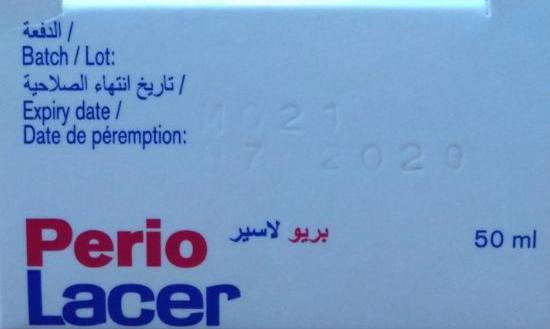 الدفعة /
Batch / Lot:
تاريخ انتهاء الصلاحية /
Expiry date /
Date de péremption:
M021
07 2020
Perio بريو لاسير 50 ml
Lacer